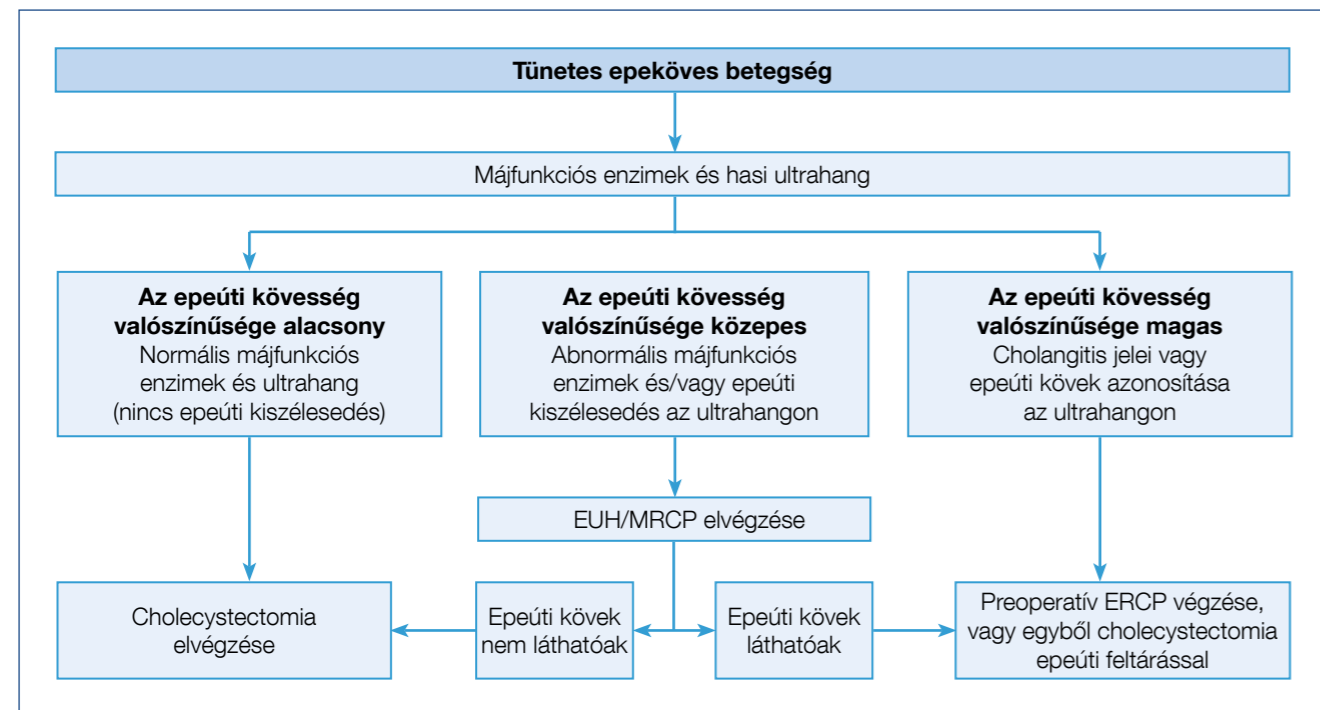 Tünetes epeköves betegség
Májfunkciós enzimek és hasi ultrahang
Az epeúti kövesség
valószínűsége alacsony
Normális májfunkciós
enzimek és ultrahang
(nincs epeúti kiszélesedés)
Az epeúti kövesség
valószínűsége közepes
Abnormális májfunkciós
enzimek és/vagy epeúti
kiszélesedés az ultrahangon
Az epeúti kövesség
valószínűsége magas
Cholangitis jelei vagy
epeúti kövek azonosítása
az ultrahangon
EUH/MRCP elvégzése
Cholecystectomia
elvégzése
Epeúti kövek
nem láthatóak
Epeúti kövek
láthatóak
Preoperatív ERCP végzése,
vagy egyből cholecystectomia
epeúti feltárással